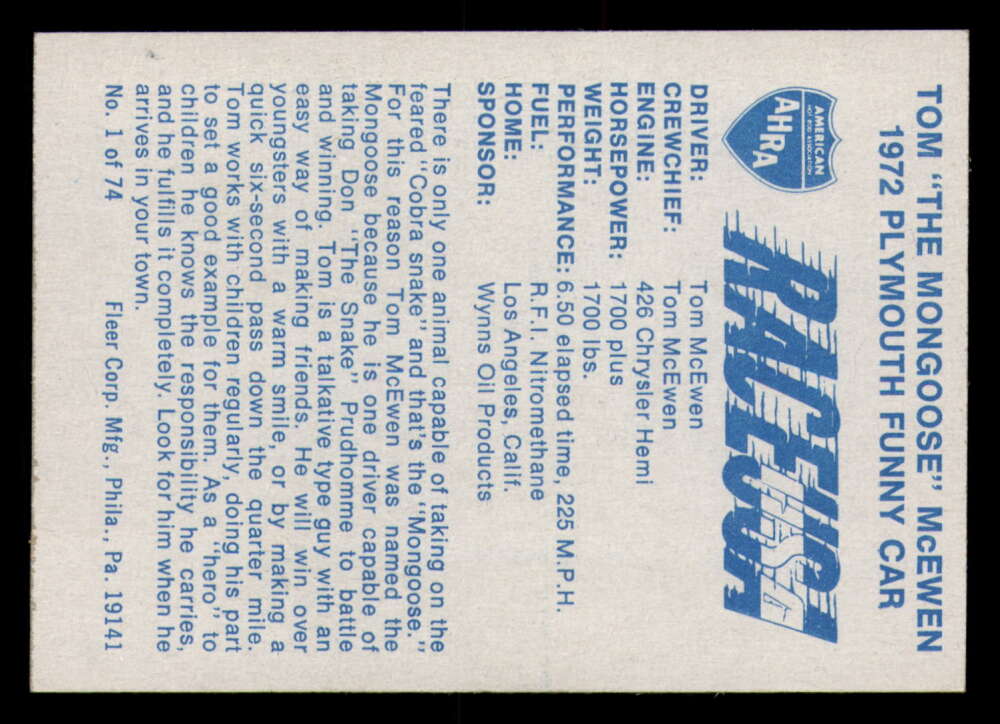 TOM "THE MONGOOSE" McEWEN
1972 PLYMOUTH FUNNY CAR
AMERICAN
HOT ROD ASSOCIATION
AHRA
RACE USA
DRIVER: Tom McEwen
CREWCHIEF: Tom McEwen
ENGINE: 426 Chrysler Hemi
HORSEPOWER: 1700 plus
WEIGHT: 1700 lbs.
PERFORMANCE: 6.50 elapsed time, 225 M.P.H.
FUEL: R.F.I. Nitromethane
HOME: Los Angeles, Calif.
SPONSOR: Wynns Oil Products
There is only one animal capable of taking on the
feared "Cobra snake" and that's the "Mongoose."
For this reason Tom McEwen was named the
Mongoose because he is one driver capable of
taking Don "The Snake" Prudhomme to battle
and winning. Tom is a talkative type guy with an
easy way of making friends. He will win over
youngsters with a warm smile, or by making a
quick six-second pass down the quarter mile.
Tom works with children regularly, doing his part
to set a good example for them. As a "hero" to
children he knows the responsibility he carries,
and he fulfills it completely. Look for him when he
arrives in your town.
No. 1 of 74 Fleer Corp. Mfg., Phila., Pa. 19141